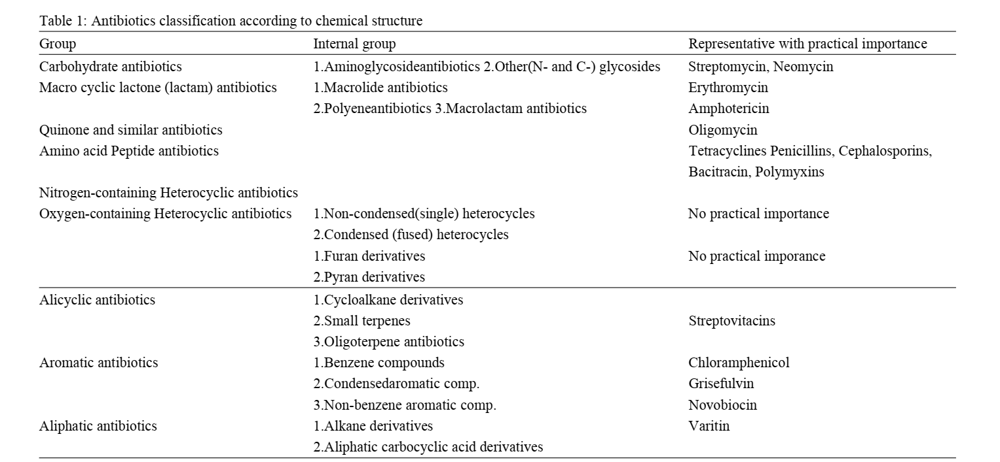 Table 1: Antibiotics classification according to chemical structure
Group Internal group Representative with practical importance
Carbohydrate antibiotics 1.Aminoglycosideantibiotics 2.Other(N- and C-) glycosides Streptomycin, Neomycin
Macro cyclic lactone (lactam) antibiotics 1.Macrolide antibiotics Erythromycin
2.Polyeneantibiotics 3.Macrolactam antibiotics Amphotericin
Quinone and similar antibiotics Oligomycin
Amino acid Peptide antibiotics Tetracyclines Penicillins, Cephalosporins,
Bacitracin, Polymyxins
Nitrogen-containing Heterocyclic antibiotics
Oxygen-containing Heterocyclic antibiotics 1.Non-condensed(single) heterocycles No practical importance
2.Condensed (fused) heterocycles
1.Furan derivatives No practical imporance
2.Pyran derivatives
Alicyclic antibiotics 1.Cycloalkane derivatives
2.Small terpenes Streptovitacins
3.Oligoterpene antibiotics
Aromatic antibiotics 1.Benzene compounds Chloramphenicol
2.Condensedaromatic comp. Grisefulvin
3.Non-benzene aromatic comp. Novobiocin
Aliphatic antibiotics 1.Alkane derivatives Varitin
2.Aliphatic carbocyclic acid derivatives